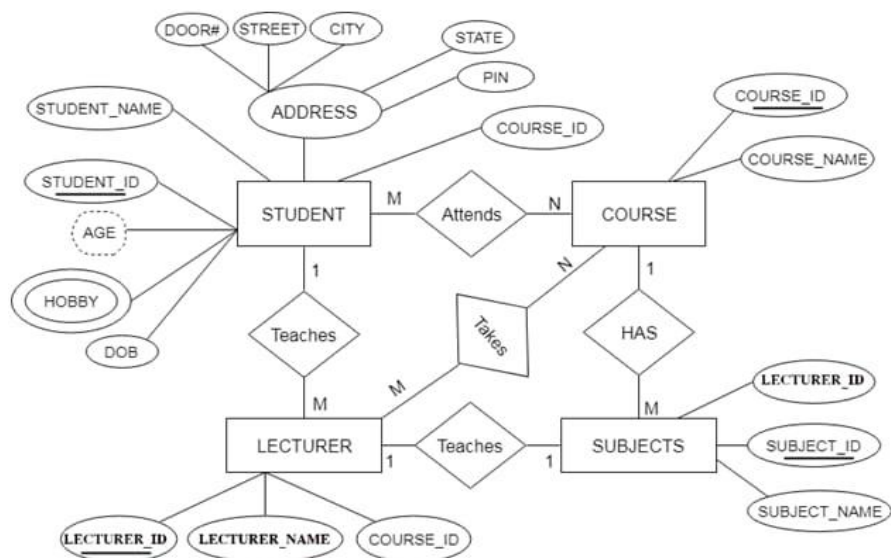 DOOR#
STREET
CITY
STATE
PIN
ADDRESS
STUDENT_NAME
COURSE_ID
COURSE_ID
COURSE_NAME
STUDENT_ID
AGE
HOBBY
DOB
STUDENT
M
Attends
N
COURSE
1
Teaches
M
N
Takes
M
1
HAS
M
LECTURER_ID
LECTURER
1
Teaches
1
SUBJECTS
SUBJECT_ID
SUBJECT_NAME
LECTURER_ID
LECTURER_NAME
COURSE_ID